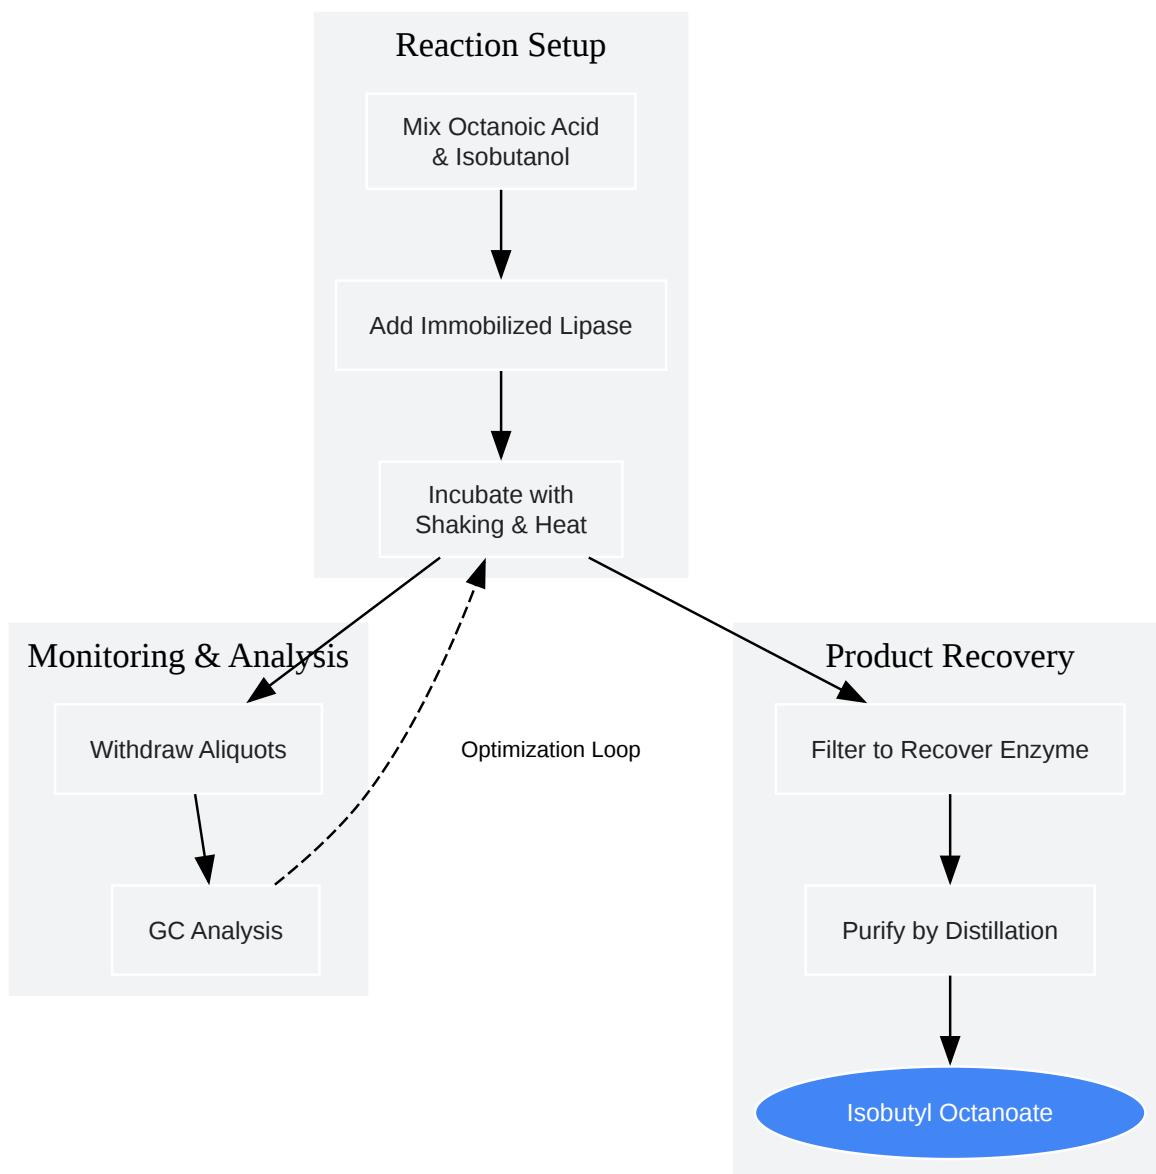 Reaction Setup
Mix Octanoic Acid
& Isobutanol
Add Immobilized Lipase
Incubate with
Shaking & Heat
Monitoring & Analysis
Withdraw Aliquots
GC Analysis
Optimization Loop
Product Recovery
Filter to Recover Enzyme
Purify by Distillation
Isobutyl Octanoate